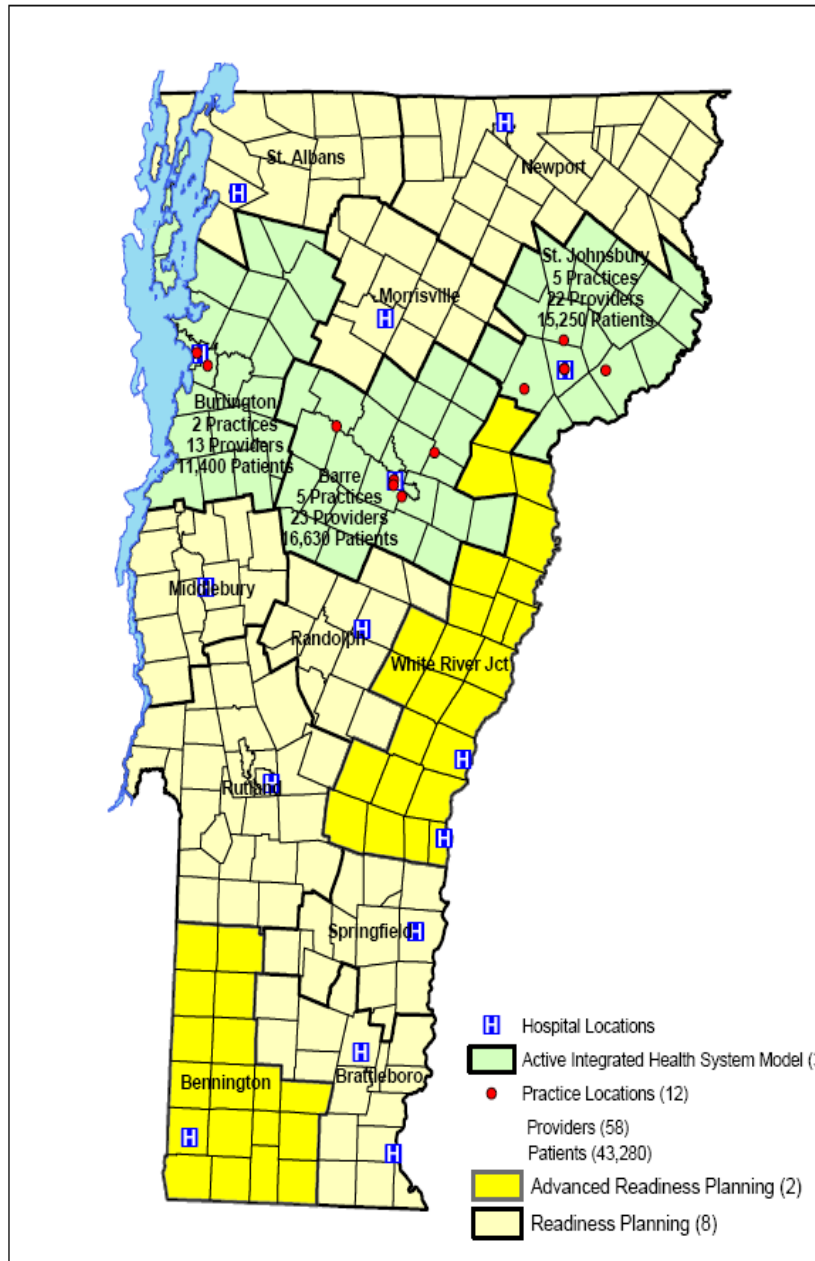 St. Albans
Newport
St. Johnsbury
5 Practices
22 Providers
15,250 Patients
Morrisville
Burlington
2 Practices
13 Providers
11,400 Patients
Barre
5 Practices
23 Providers
16,630 Patients
Middlebury
Randolph
White River Jct
Rutland
Springfield
Bennington
Brattleboro
H Hospital Locations
Active Integrated Health System Model (
Practice Locations (12)
Providers (58)
Patients (43,280)
Advanced Readiness Planning (2)
Readiness Planning (8)